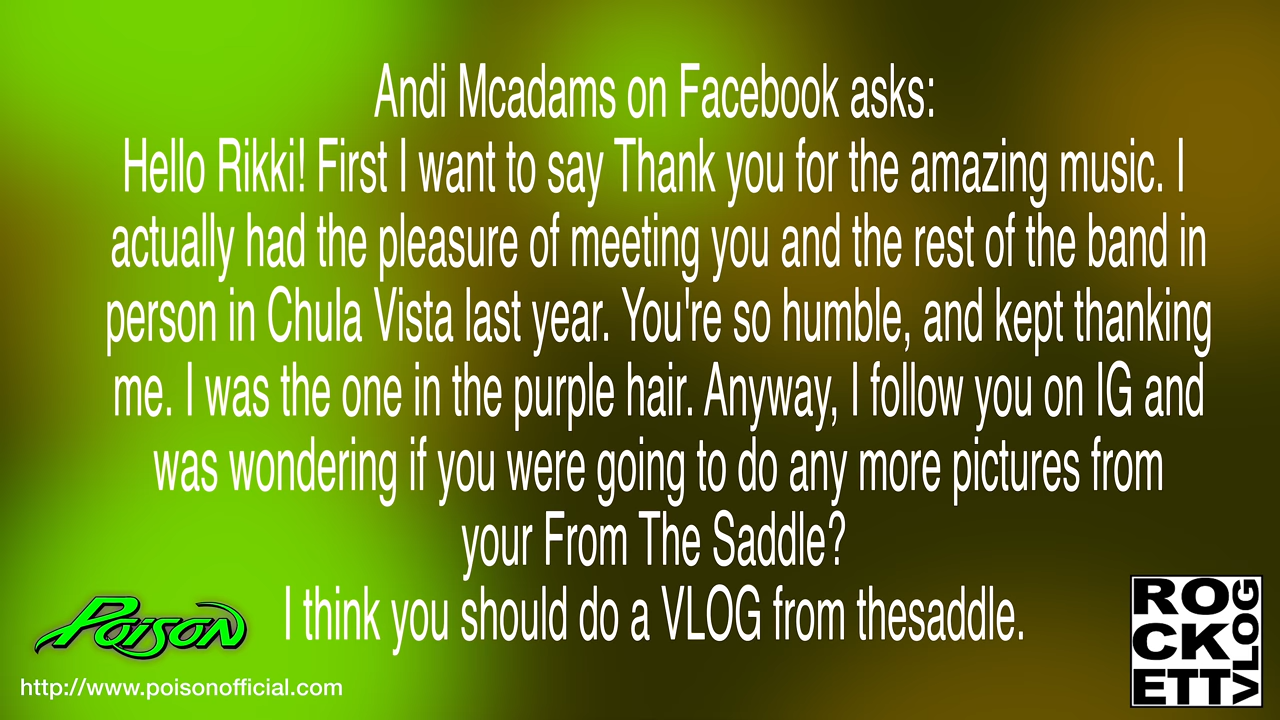 Andi Mcadams on Facebook asks:
Hello Rikki! First I want to say Thank you for the amazing music. I
actually had the pleasure of meeting you and the rest of the band in
person in Chula Vista last year. You're so humble, and kept thanking
me. I was the one in the purple hair. Anyway, I follow you on IG and
was wondering if you were going to do any more pictures from
your From The Saddle?
I think you should do a VLOG from thesaddle.
POISON
http://www.poisonofficial.com
RO
CK
ETT
VLOG